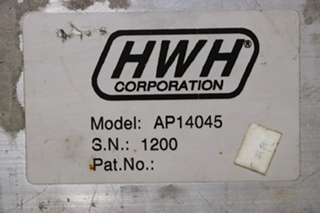 HWH®
CORPORATION
Model: AP14045
S.N.: 1200
Pat.No.: